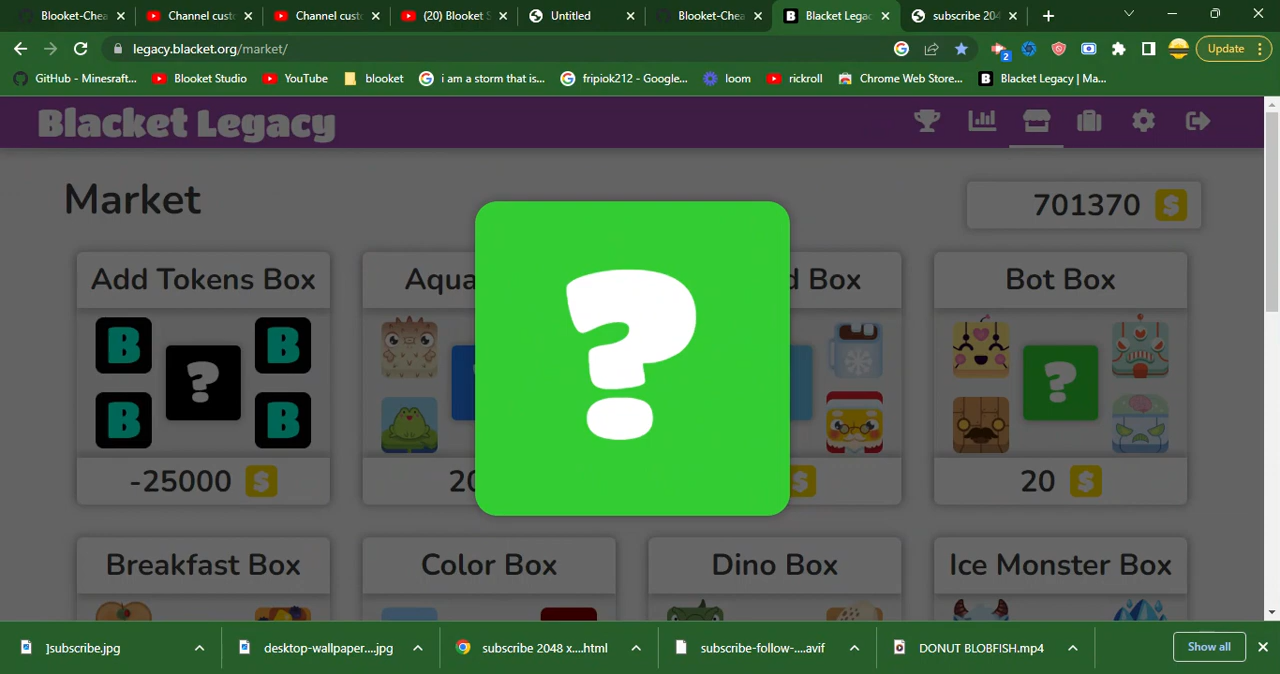 Blooket-Chea
Channel cust
Channel cust
(20) Blooket S
Untitled
Blooket-Chea
Blacket Legac
subscribe 204
legacy.blacket.org/market/
2
Update
GitHub - Minesraft...
Blooket Studio
YouTube
blooket
i am a storm that is...
fripiok212 - Google...
loom
rickroll
Chrome Web Store...
Blacket Legacy | Ma...
Blacket Legacy
Market
701370 $
Add Tokens Box
Aqua
d Box
Bot Box
B
B
?
B
B
?
?
-25000 $
20
$
20 $
Breakfast Box
Color Box
Dino Box
Ice Monster Box
]subscribe.jpg
desktop-wallpaper....jpg
subscribe 2048 x....html
subscribe-follow-....avif
DONUT BLOBFISH.mp4
Show all